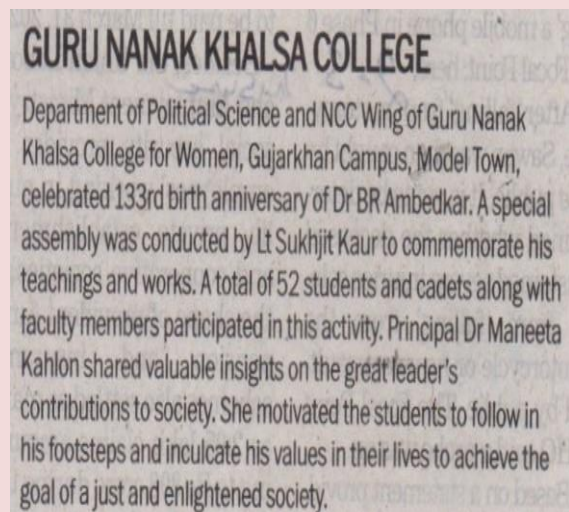 GURU NANAK KHALSA COLLEGE
Department of Political Science and NCC Wing of Guru Nanak
Khalsa College for Women, Gujarkhan Campus, Model Town,
celebrated 133rd birth anniversary of Dr BR Ambedkar. A special
assembly was conducted by Lt Sukhjit Kaur to commemorate his
teachings and works. A total of 52 students and cadets along with
faculty members participated in this activity. Principal Dr Maneeta
Kahlon shared valuable insights on the great leader's
contributions to society. She motivated the students to follow in
his footsteps and inculcate his values in their lives to achieve the
goal of a just and enlightened society.